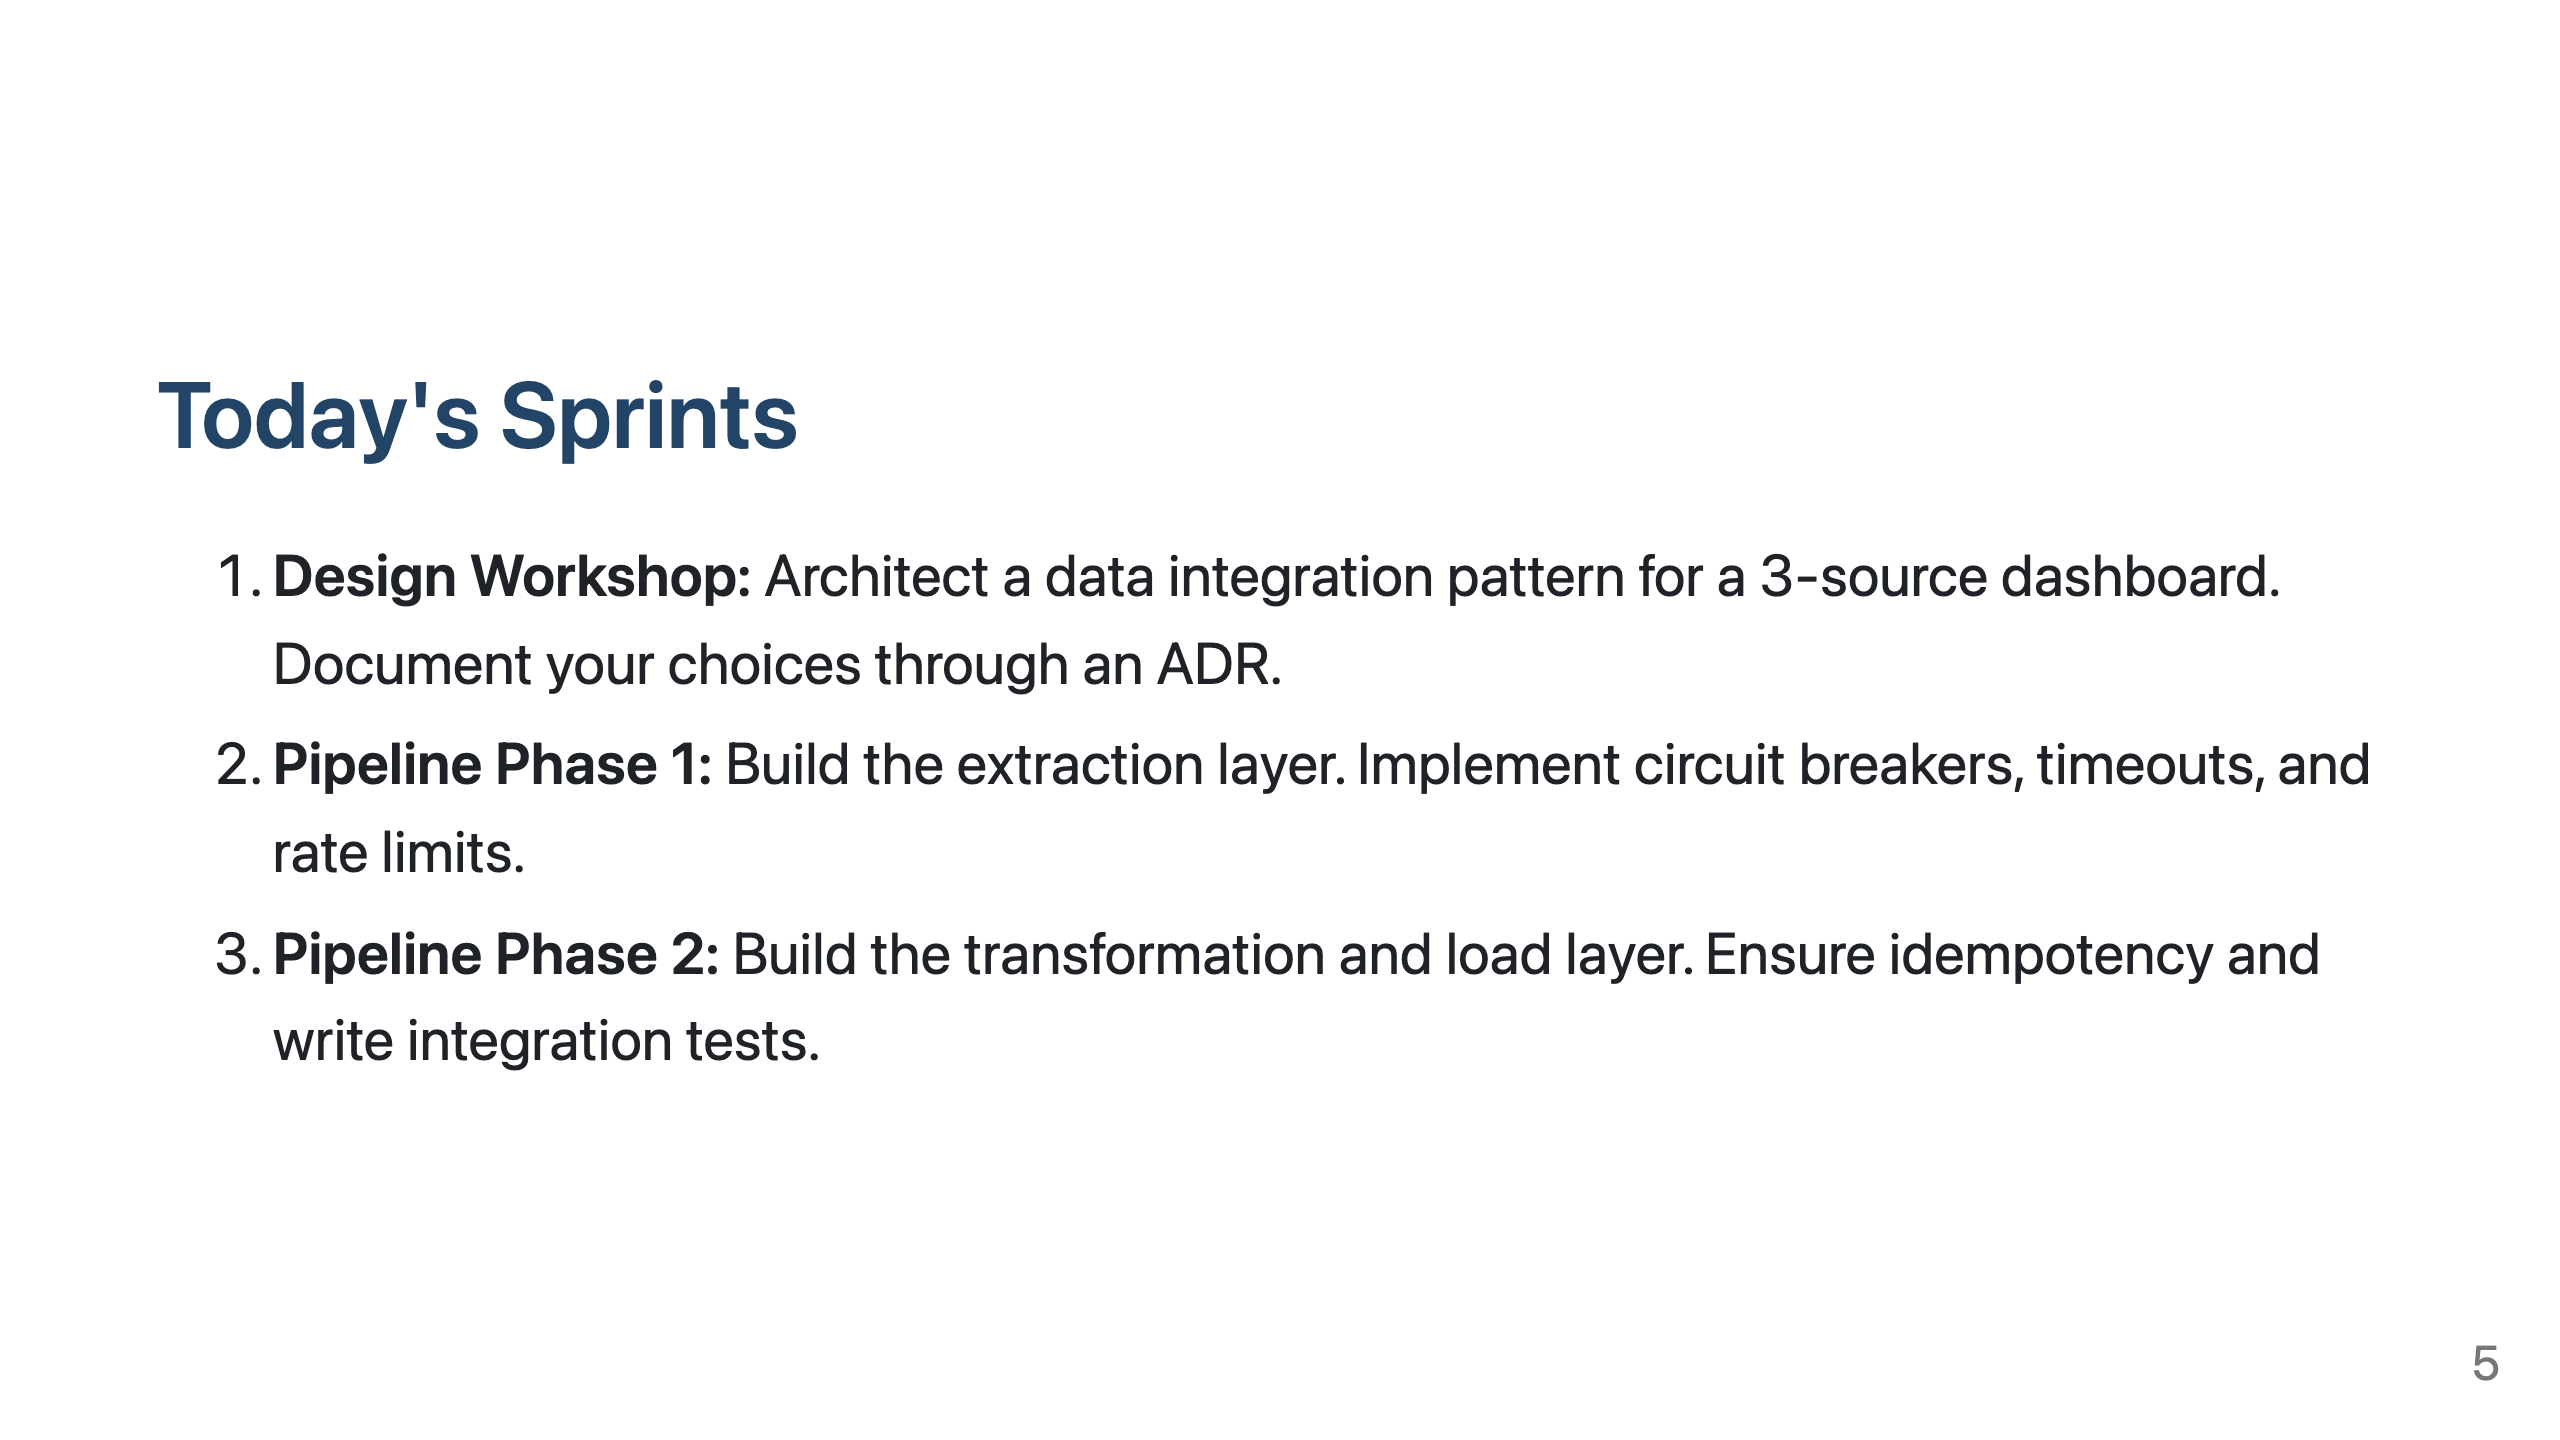 Today's Sprints
1. Design Workshop: Architect a data integration pattern for a 3-source dashboard.
Document your choices through an ADR.
2. Pipeline Phase 1: Build the extraction layer. Implement circuit breakers, timeouts, and
rate limits.
3. Pipeline Phase 2: Build the transformation and load layer. Ensure idempotency and
write integration tests.
5